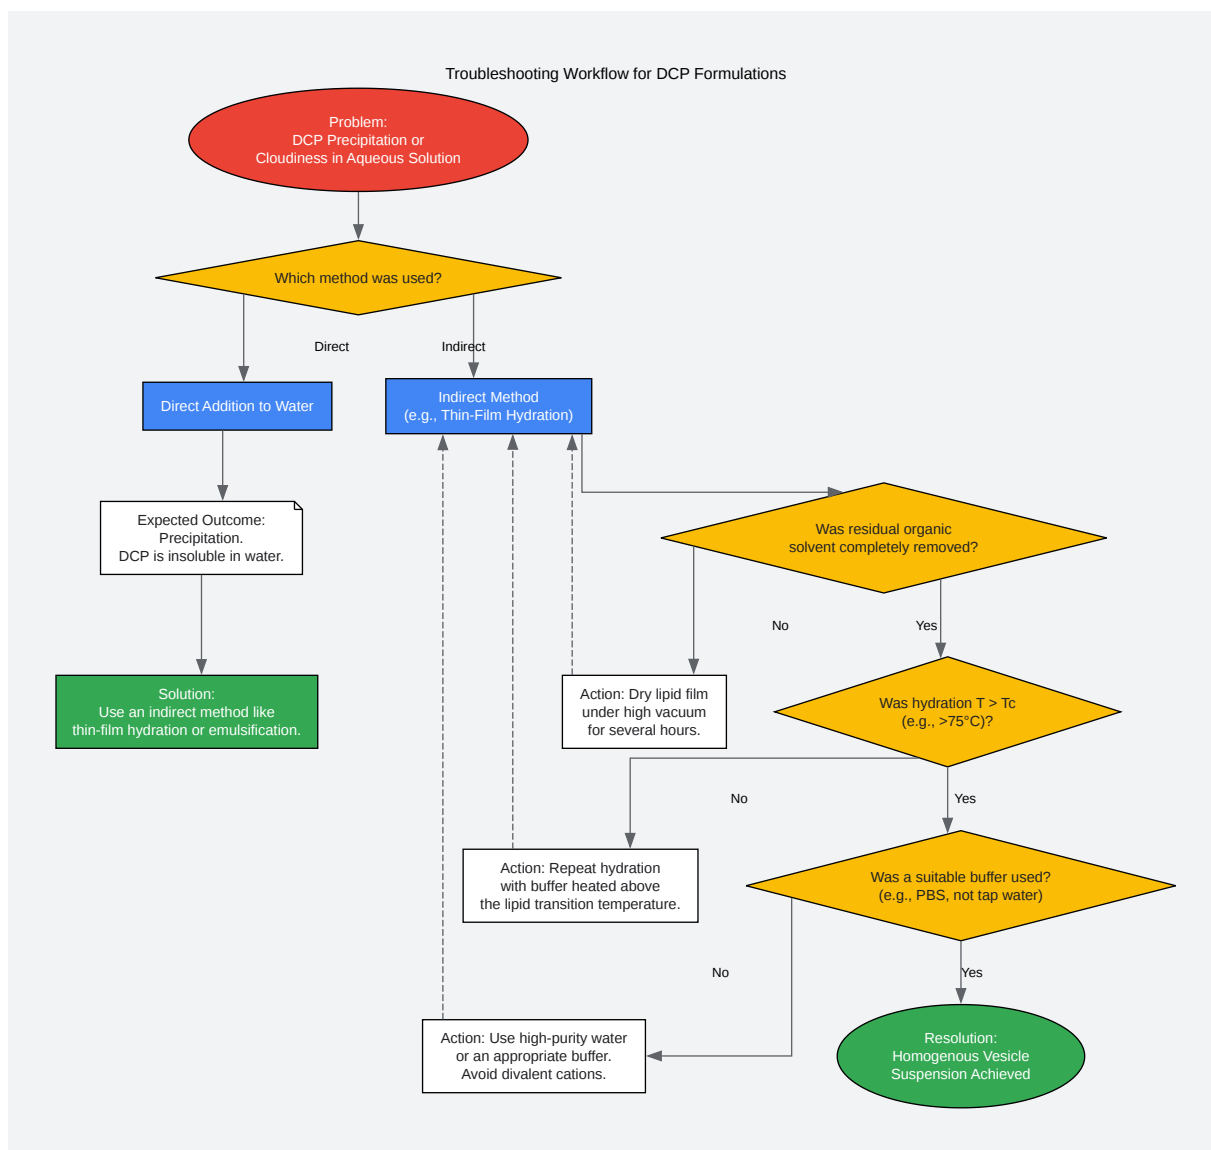 Troubleshooting Workflow for DCP Formulations
Problem:
DCP Precipitation or
Cloudiness in Aqueous Solution
Which method was used?
Direct
Indirect
Direct Addition to Water
Indirect Method
(e.g., Thin-Film Hydration)
Expected Outcome:
Precipitation.
DCP is insoluble in water.
Was residual organic
solvent completely removed?
No
Yes
Solution:
Use an indirect method like
thin-film hydration or emulsification.
Action: Dry lipid film
under high vacuum
for several hours.
Was hydration T > Tc
(e.g., >75°C)?
No
Yes
Action: Repeat hydration
with buffer heated above
the lipid transition temperature.
Was a suitable buffer used?
(e.g., PBS, not tap water)
No
Yes
Action: Use high-purity water
or an appropriate buffer.
Avoid divalent cations.
Resolution:
Homogenous Vesicle
Suspension Achieved